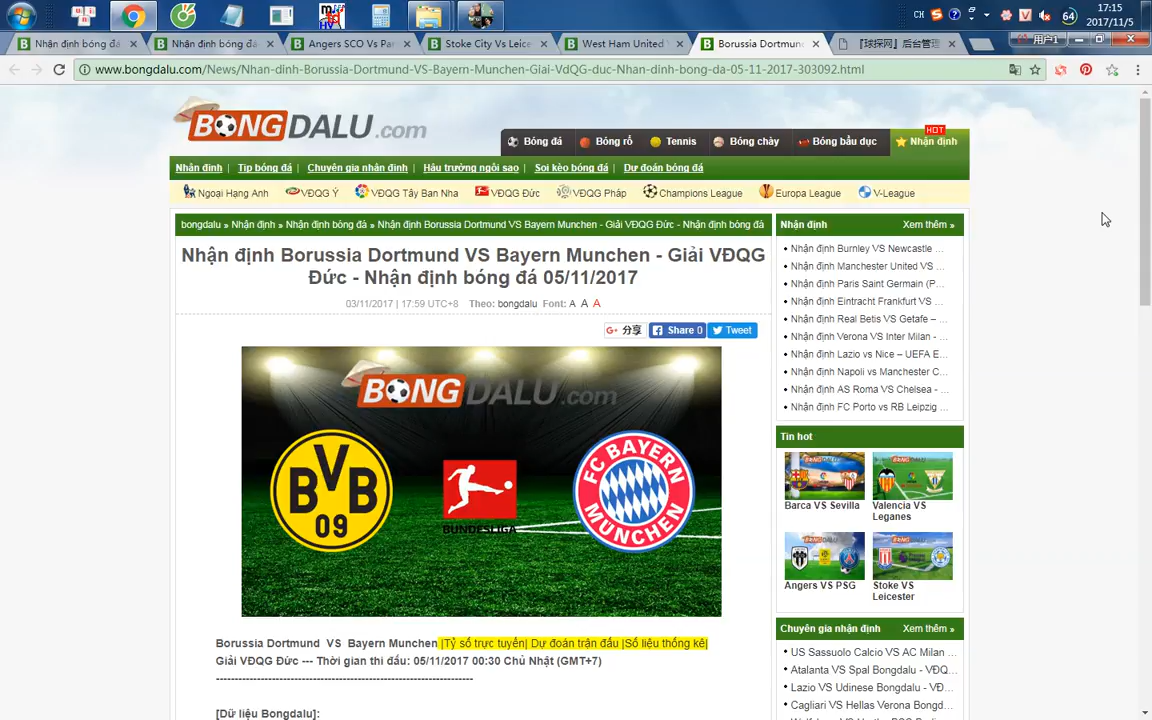 CH
64
17:15
2017/11/5
Nhận định bóng đá
Nhận định bóng đá
Angers SCO Vs Par
Stoke City Vs Leice
West Ham United
Borussia Dortmun
『球探网』后台管理
用户1
www.bongdalu.com/News/Nhan-dinh-Borussia-Dortmund-VS-Bayern-Munchen-Giai-VdQG-duc-Nhan-dinh-bong-da-05-11-2017-303092.html
BONGDALU.com
HOT
Bóng đá Bóng rổ Tennis Bóng chày Bóng bầu dục Nhận định
Nhận định | Tip bóng đá | Chuyên gia nhận định | Hậu trường ngôi sao | Soi kèo bóng đá | Dự đoán bóng đá
Ngoại Hạng Anh VĐQG Ý VĐQG Tây Ban Nha VĐQG Đức VĐQG Pháp Champions League Europa League V-League
bongdalu » Nhận định » Nhận định bóng đá » Nhận định Borussia Dortmund VS Bayern Munchen - Giải VĐQG Đức - Nhận định bóng đá
Nhận định Borussia Dortmund VS Bayern Munchen - Giải VĐQG
Đức - Nhận định bóng đá 05/11/2017
03/11/2017 | 17:59 UTC+8 Theo: bongdalu Font: A A A
G+ 分享 Share 0 Tweet
BONGDALU.com
BVB
09
BUNDESLIGA
FC BAYERN
MÜNCHEN
Borussia Dortmund VS Bayern Munchen |Tỷ số trực tuyến| Dự đoán trận đấu |Số liệu thống kê|
Giải VĐQG Đức --- Thời gian thi đấu: 05/11/2017 00:30 Chủ Nhật (GMT+7)
----------------------------------------------------------------------
[Dữ liệu Bongdalu]:
Nhận định Xem thêm »
Nhận định Burnley VS Newcastle ...
Nhận định Manchester United VS ...
Nhận định Paris Saint Germain (P...
Nhận định Eintracht Frankfurt VS ...
Nhận định Real Betis VS Getafe – ...
Nhận định Verona VS Inter Milan - ...
Nhận định Lazio vs Nice – UEFA E...
Nhận định Napoli vs Manchester C...
Nhận định AS Roma VS Chelsea - ...
Nhận định FC Porto vs RB Leipzig ...
Tin hot
Barca VS Sevilla
Valencia VS
Leganes
Angers VS PSG
Stoke VS
Leicester
Chuyên gia nhận định Xem thêm »
US Sassuolo Calcio VS AC Milan ...
Atalanta VS Spal Bongdalu - VĐQ...
Lazio VS Udinese Bongdalu - VĐ...
Cagliari VS Hellas Verona Bongd...